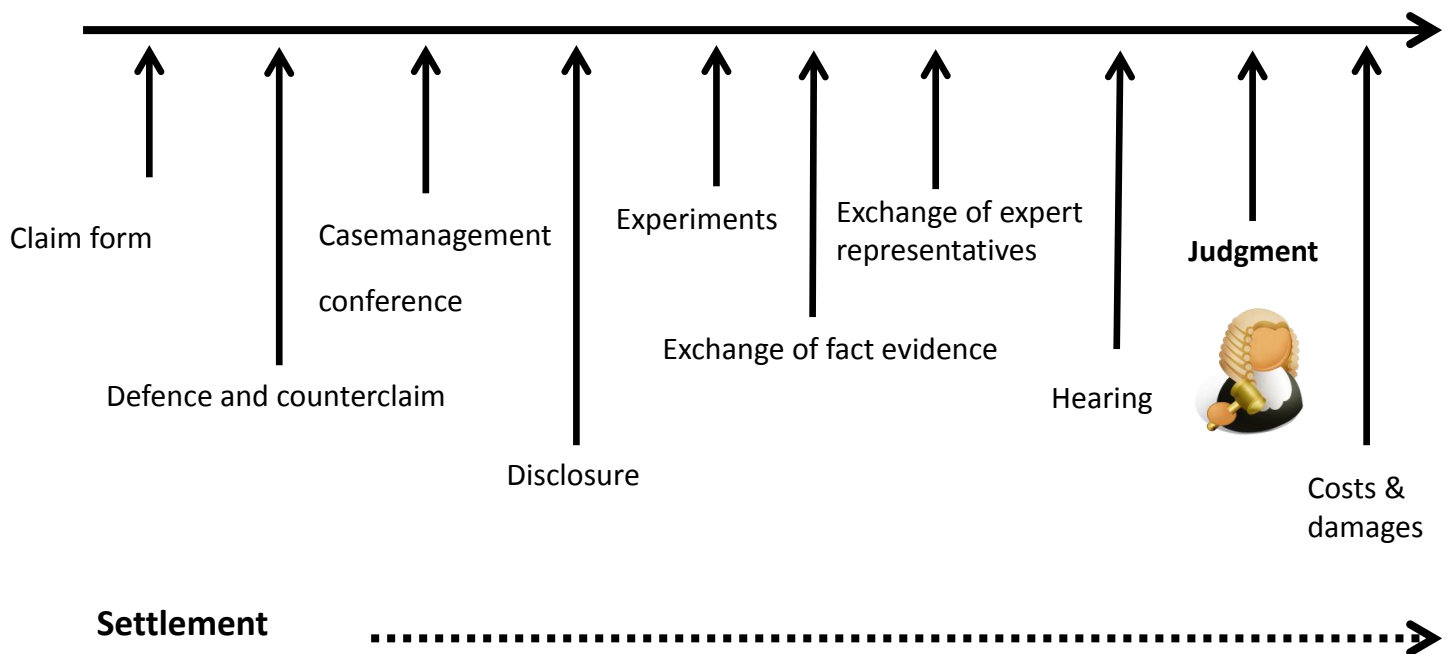 Claim form
Defence and counterclaim
Casemanagement
conference
Disclosure
Experiments
Exchange of fact evidence
Exchange of expert
representatives
Hearing
Judgment
Costs &
damages
Settlement